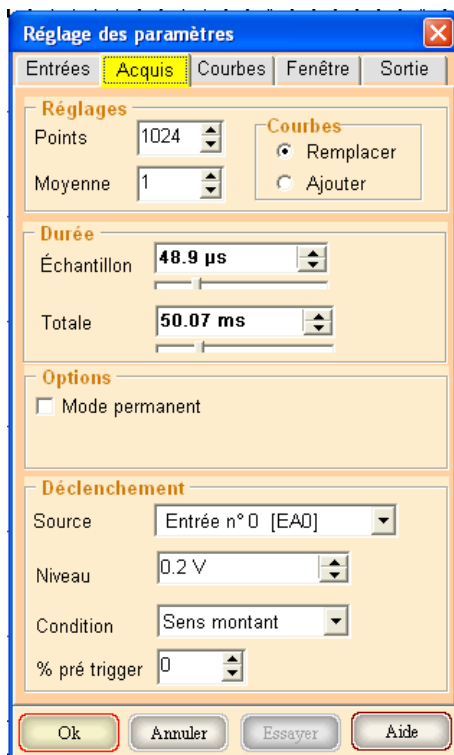 Réglage des paramètres
Entrées Acquis Courbes Fenêtre Sortie
Réglages
Points 1024
Moyenne 1
Courbes
Remplacer
Ajouter
Durée
Échantillon 48.9 µs
Totale 50.07 ms
Options
Mode permanent
Déclenchement
Source Entrée n° 0 [EA0]
Niveau 0.2 V
Condition Sens montant
% pré trigger 0
Ok Annuler Essayer Aide